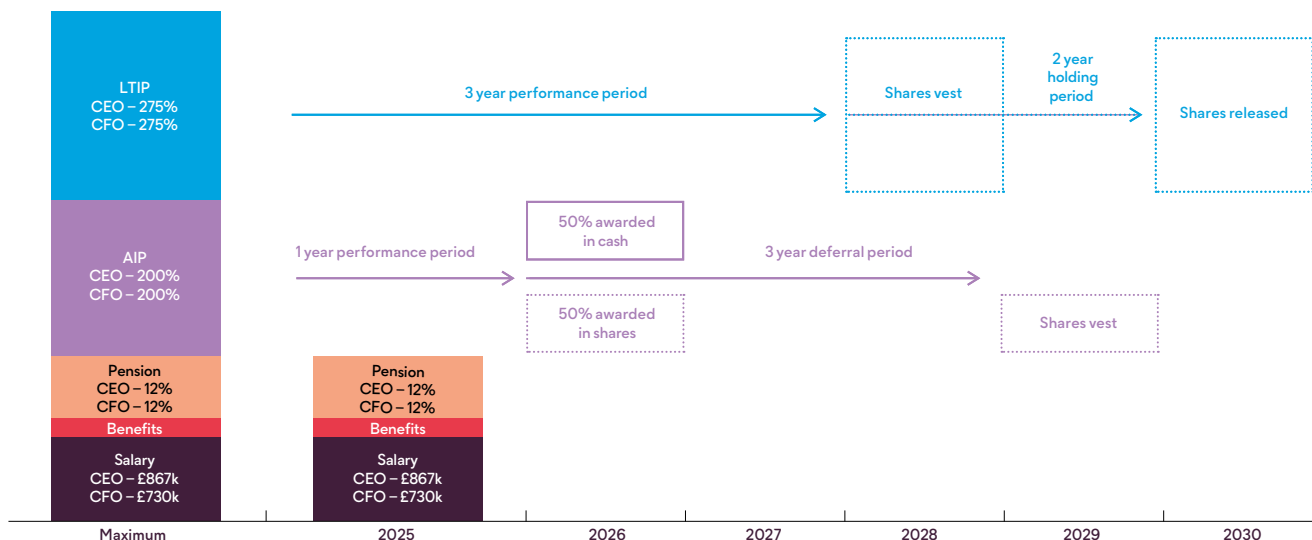 LTIP
CEO – 275%
CFO – 275%
3 year performance period
Shares vest
2 year
holding
period
Shares released
AIP
CEO – 200%
CFO – 200%
1 year performance period
50% awarded
in cash
3 year deferral period
50% awarded
in shares
Shares vest
Pension
CEO – 12%
CFO – 12%
Benefits
Salary
CEO – £867k
CFO – £730k
Pension
CEO – 12%
CFO – 12%
Benefits
Salary
CEO – £867k
CFO – £730k
Maximum
2025
2026
2027
2028
2029
2030